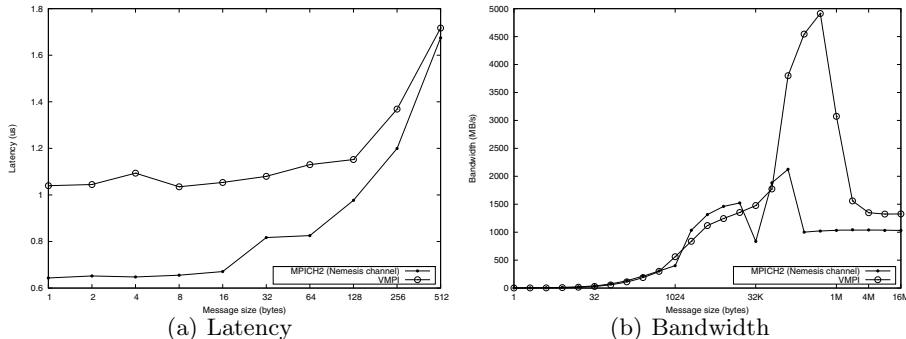 1.8
1.6
1.4
1.2
1
0.8
0.6
Latency (us)
1 2 4 8 16 32 64 128 256 512
Message size (bytes)
MPICH2 (Nemesis channel)
VMPI
(a) Latency
5000
4500
4000
3500
3000
2500
2000
1500
1000
500
0
Bandwidth (MB/s)
1 32 1024 32K 1M 4M 16M
Message size (bytes)
MPICH2 (Nemesis channel)
VMPI
(b) Bandwidth